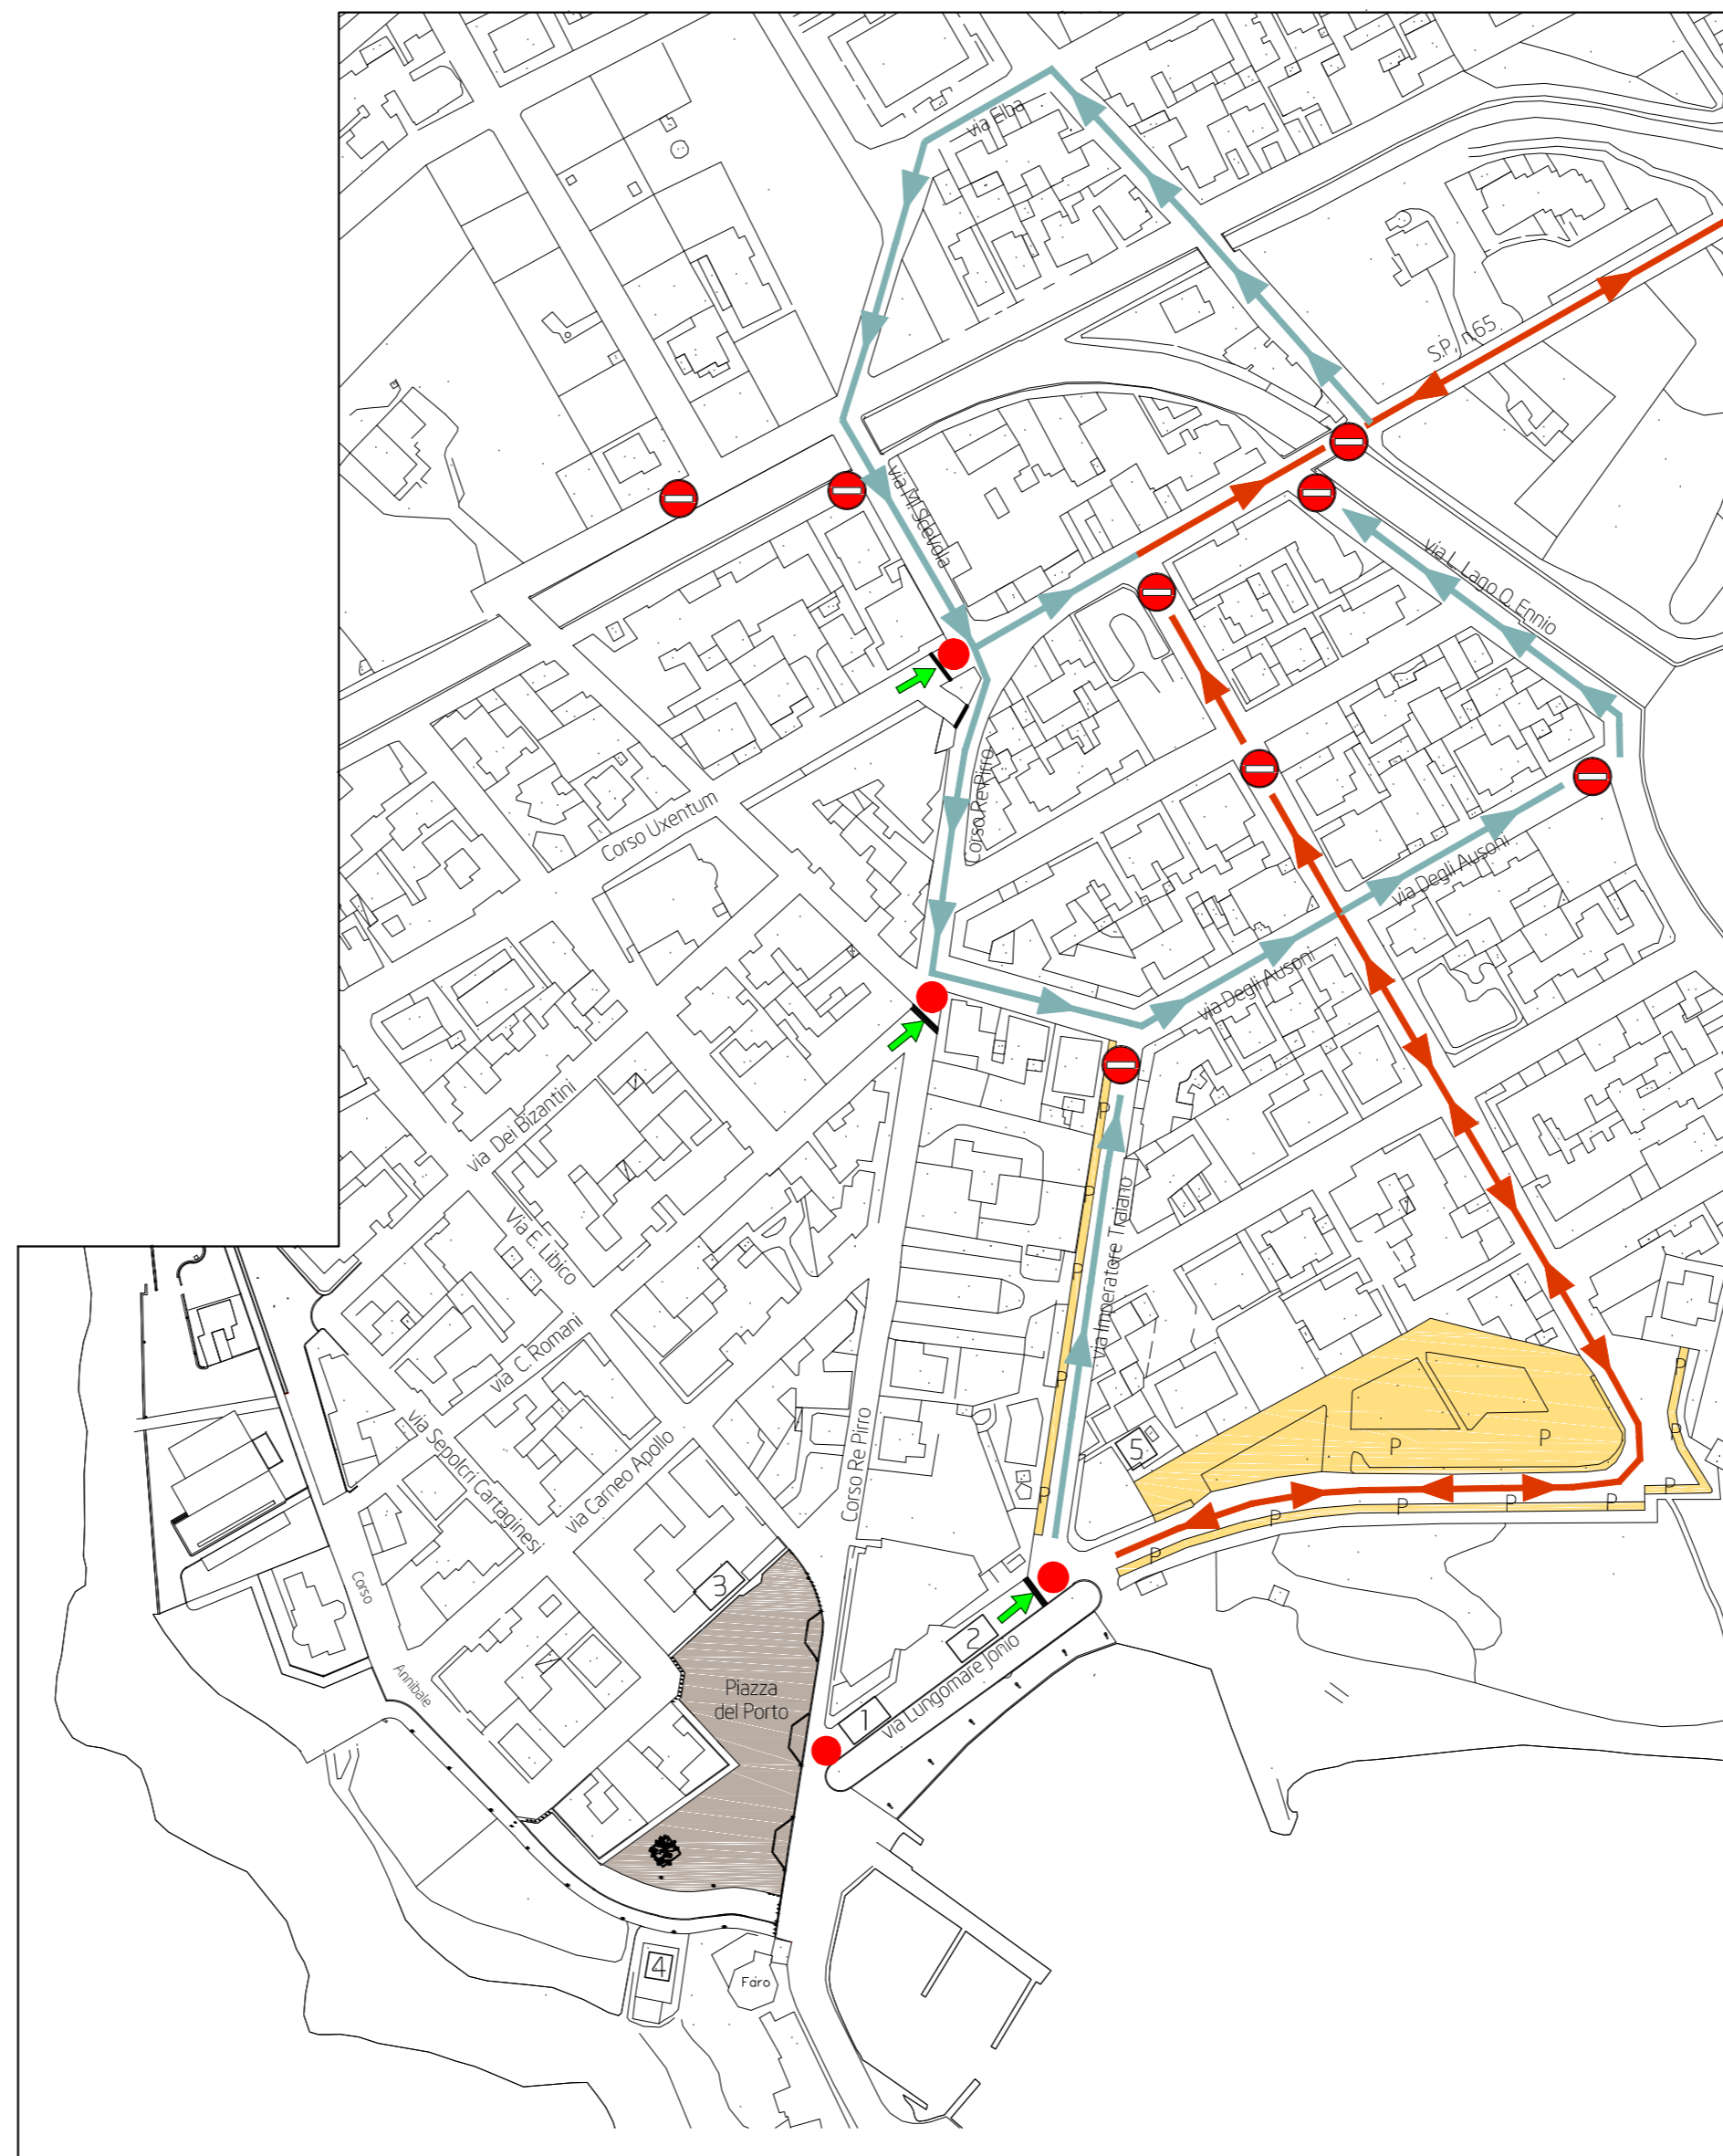 via Elba
S.P. n.65
via M. Scevola
via L. Lago Q. Ennio
Corso Re Pirro
Corso Uxentum
via Degli Ausoni
via Degli Ausoni
via Dei Bizantini
P
P
via Imperatore Traiano
Via E. Libico
P
via C. Romani
P
P
via Sepolcri Cartaginesi
via Carneo Apollo
Corso Re Pirro
5
P
P
P
P
P
P
P
P
P
P
P
Corso
3
2
Annibale
Piazza
del Porto
1
via Lungomare Jonio
4
Faro